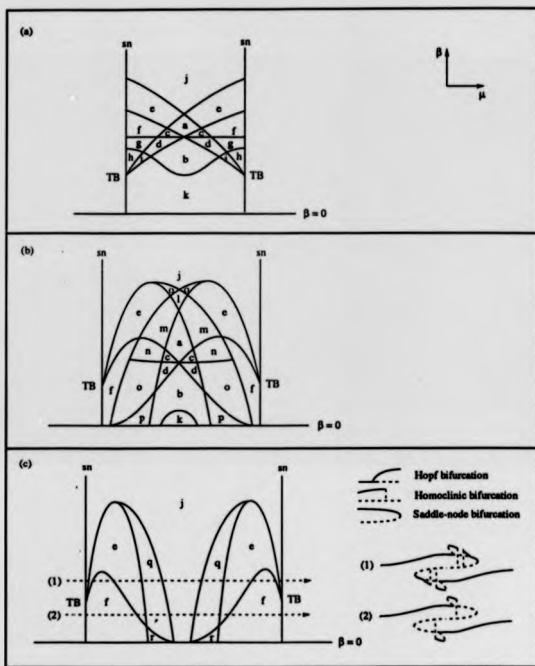 (a)
sn sn
j
β
μ
e e
a
f c c f
g d d g
h i b i h
TB TB
k
β = 0
(b)
sn sn
j
o o
l
e e
m m
a
n c c n
d d
TB TB
f o b o f
p k p
β = 0
(c)
sn sn
j
Hopf bifurcation
Homoclinic bifurcation
Saddle-node bifurcation
e q q e
(1)
TB f f TB
(2)
r r
β = 0
(1)
(2)